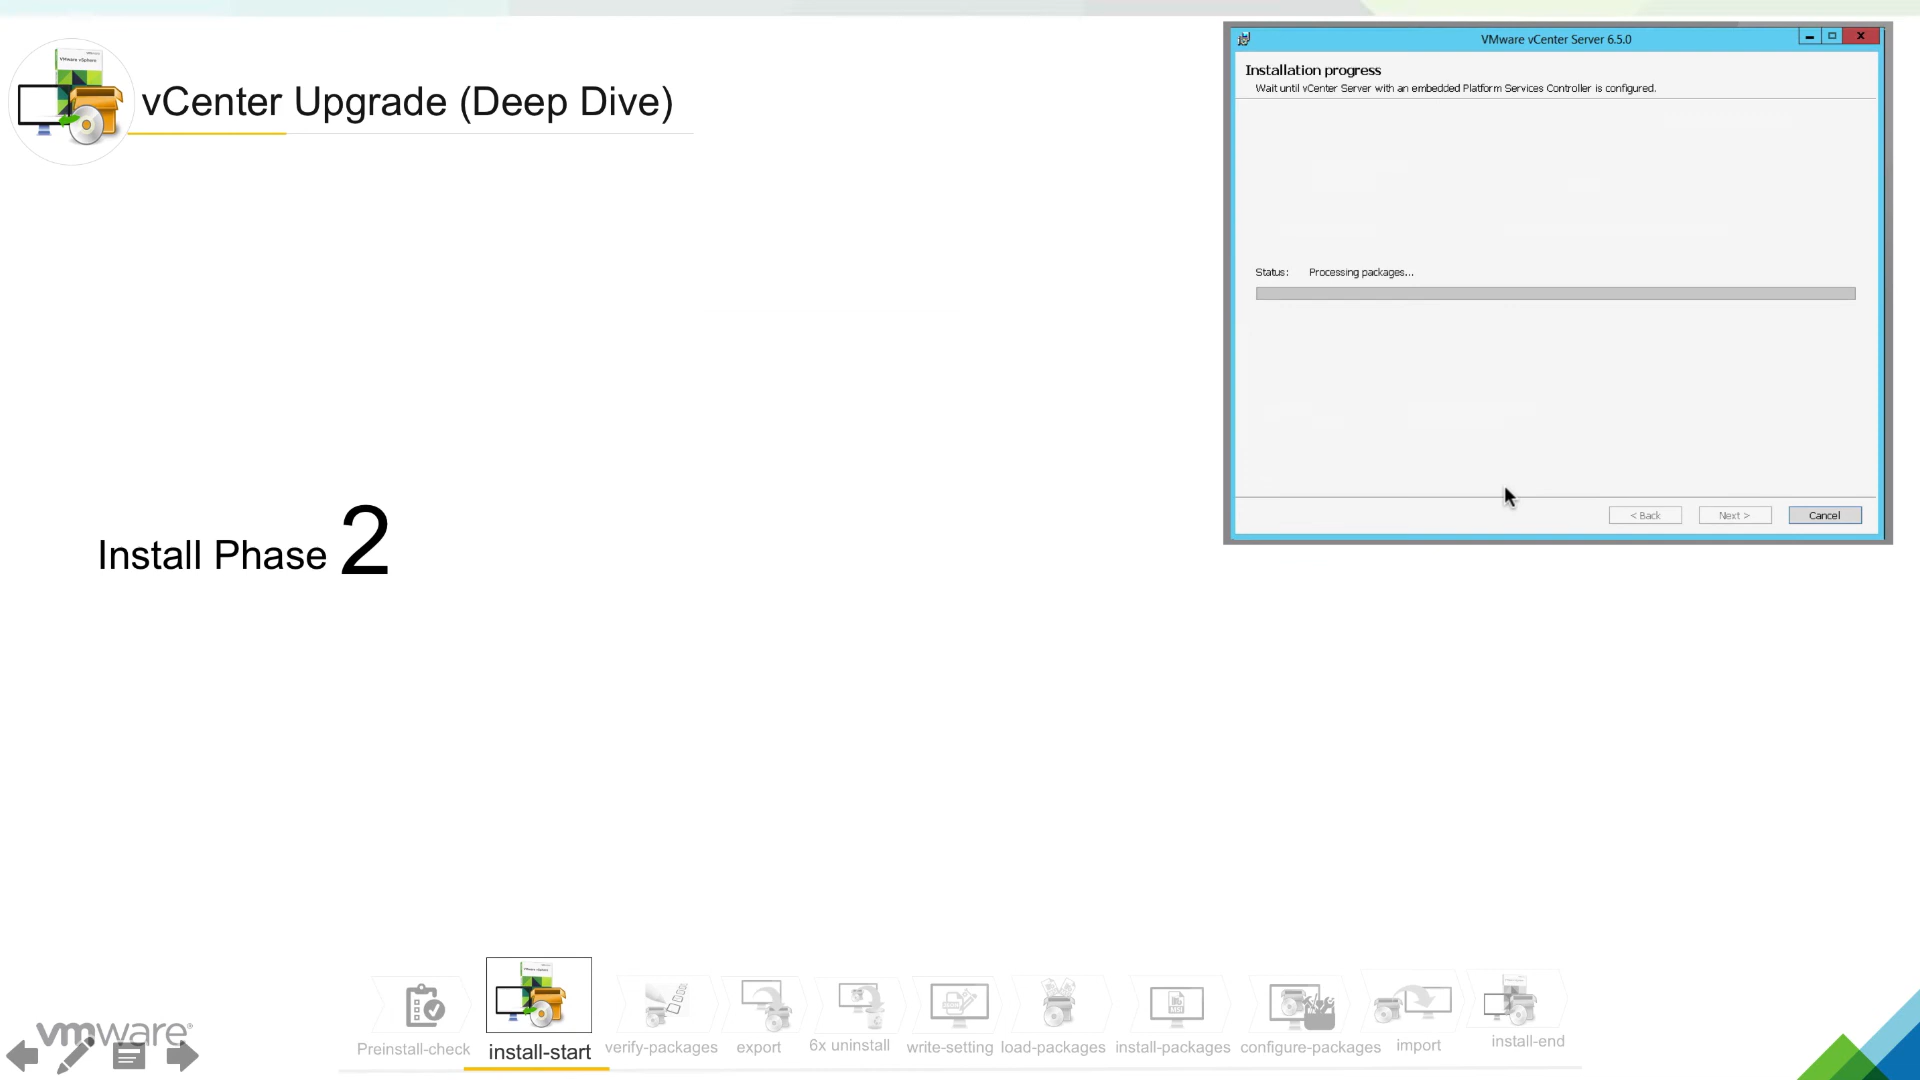 vCenter Upgrade (Deep Dive)
VMware vCenter Server 6.5.0
Installation progress
Wait until vCenter Server with an embedded Platform Services Controller is configured.
Status: Processing packages...
< Back Next > Cancel
Install Phase 2
Preinstall-check install-start verify-packages export 6x uninstall write-setting load-packages install-packages configure-packages import install-end
vmware